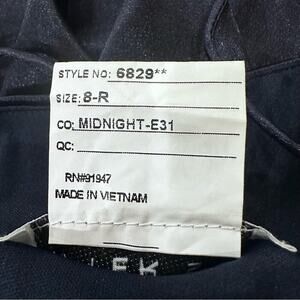 STYLE NO: 6829**
SIZE: 8-R
CO: MIDNIGHT-E31
QC:
RN#91947
MADE IN VIETNAM